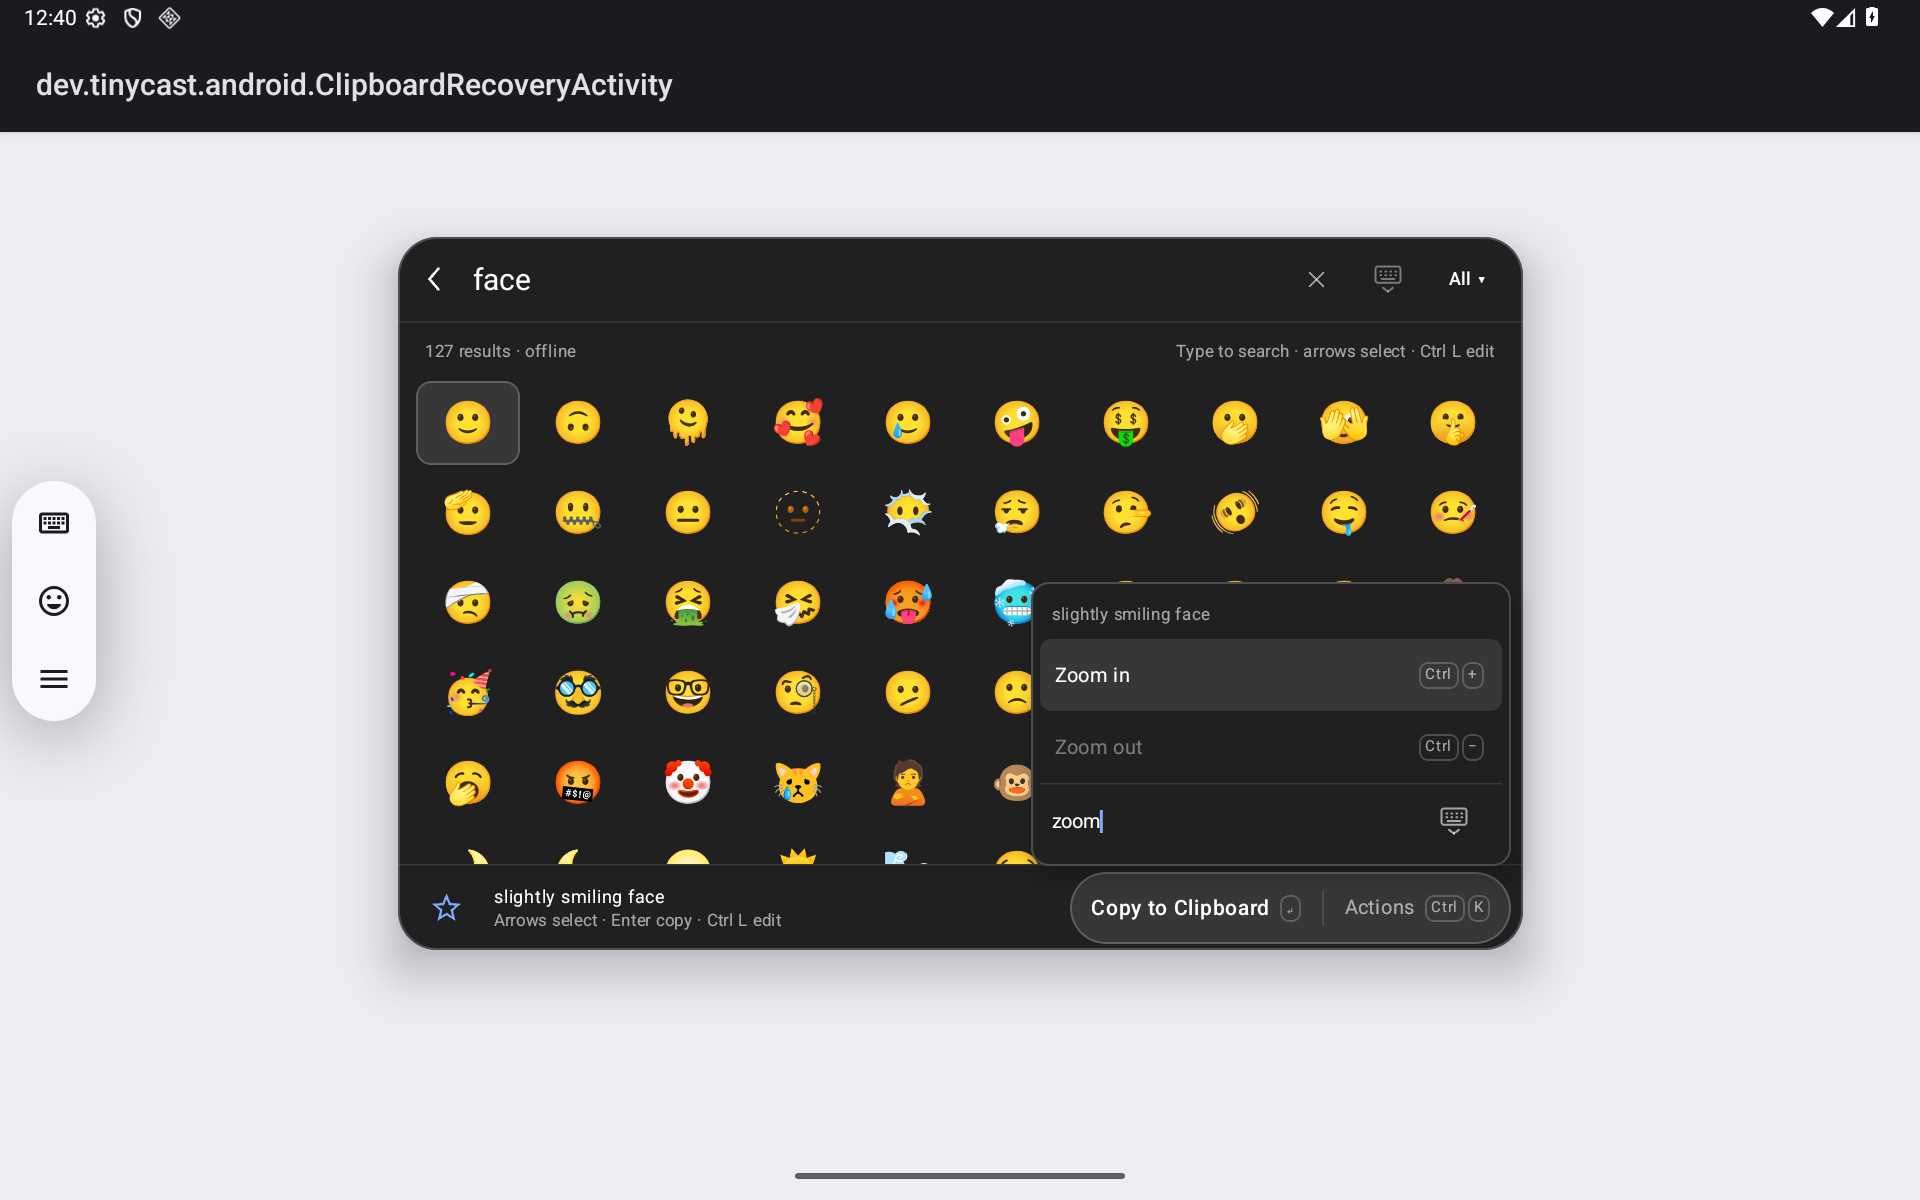 12:40
dev.tinycast.android.ClipboardRecoveryActivity
face
All ▾
127 results · offline
Type to search · arrows select · Ctrl L edit
slightly smiling face
Zoom in
Ctrl +
Zoom out
Ctrl −
zoom
slightly smiling face
Arrows select · Enter copy · Ctrl L edit
Copy to Clipboard ↵
Actions Ctrl K